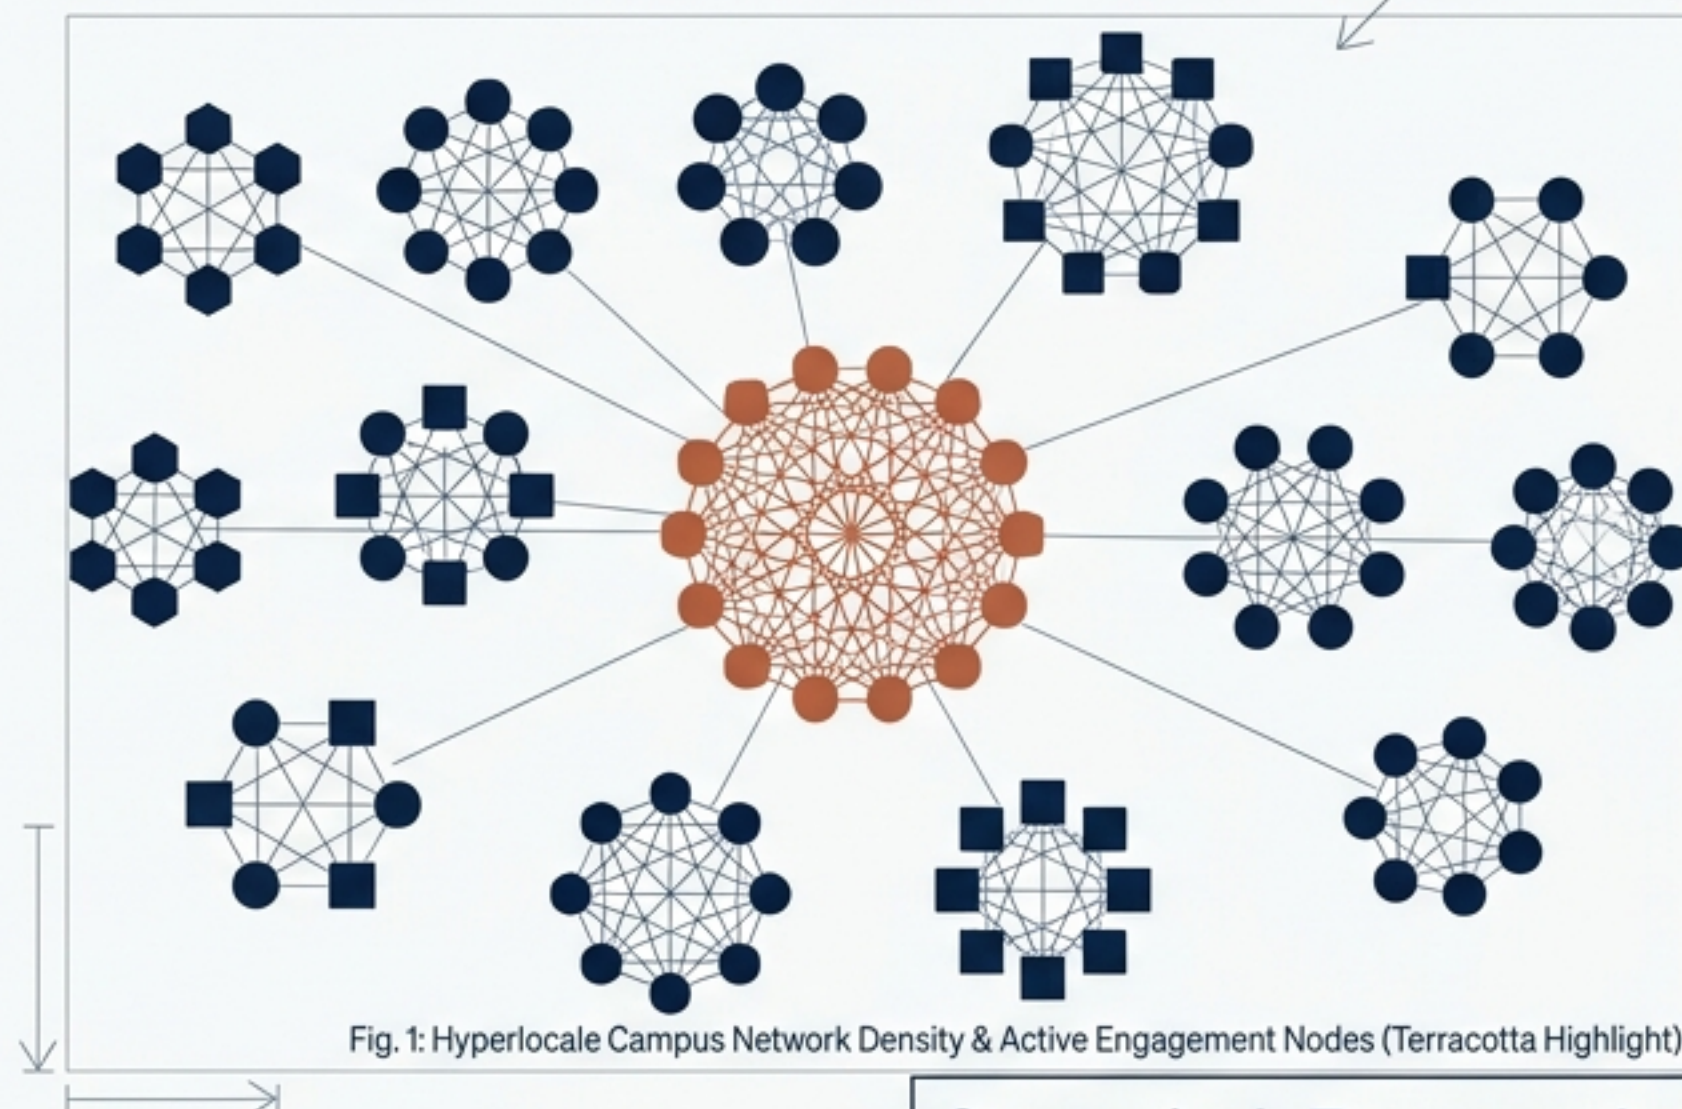 Fig. 1: Hyperlocale Campus Network Density & Active Engagement Nodes (Terracotta Highlight)